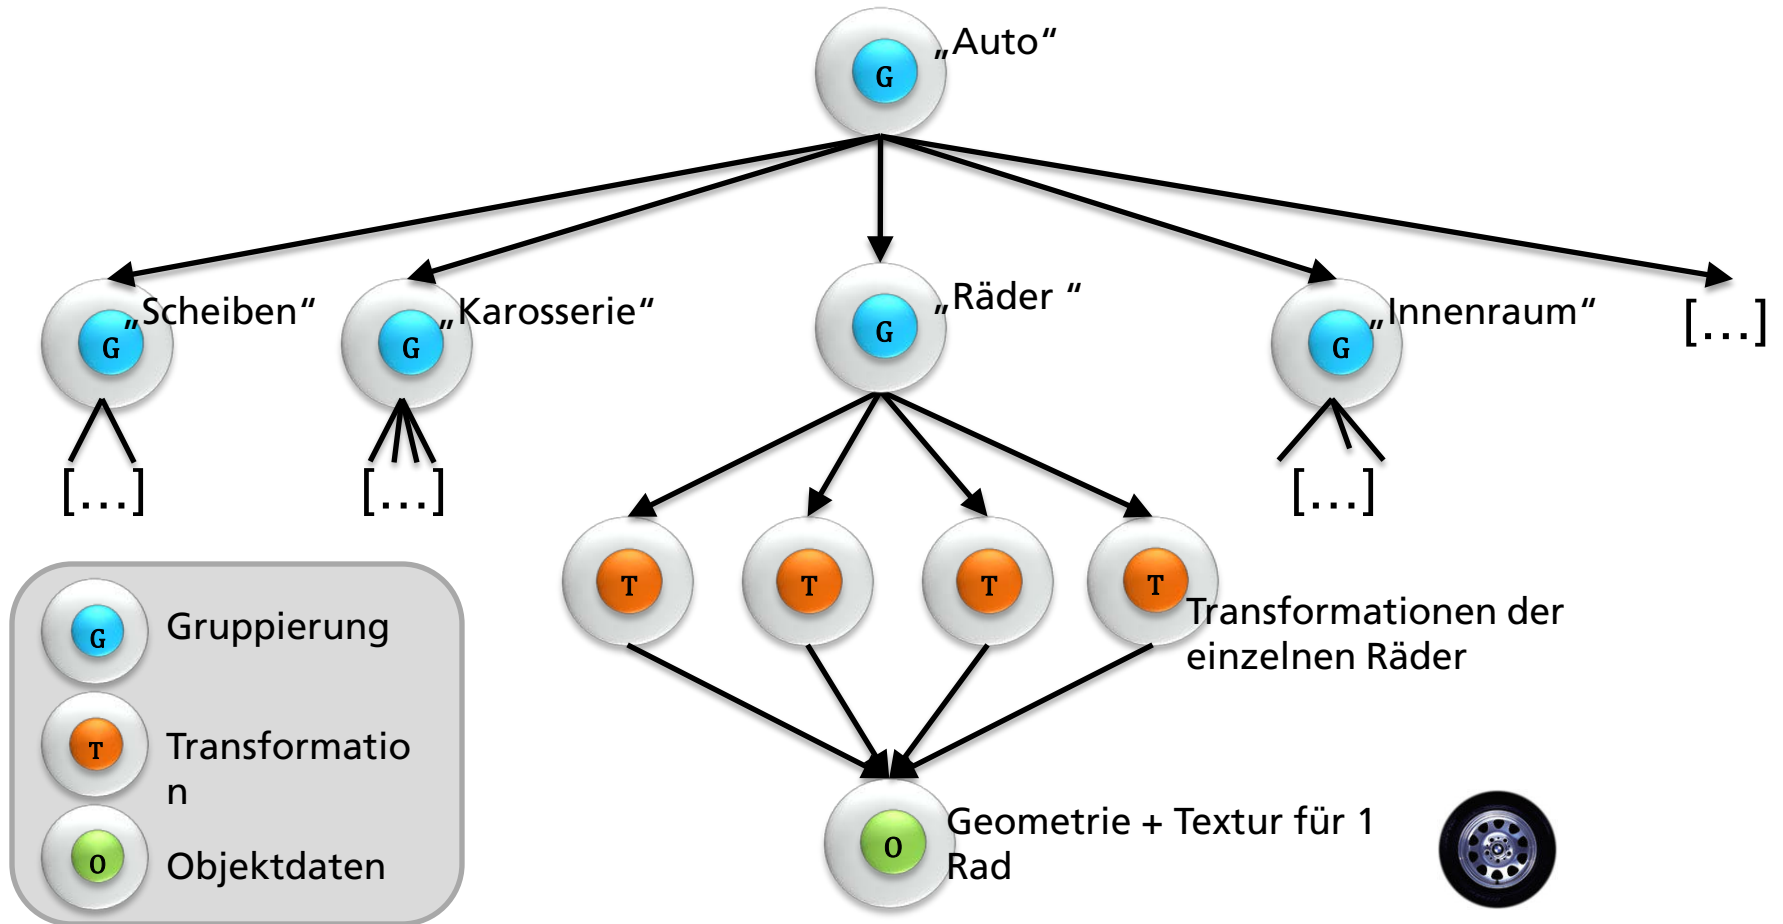 „Auto“
G
„Scheiben“
„Karosserie“
„Räder “
„Innenraum“
[...]
G
G
G
G
[...]
[...]
[...]
T
T
T
T
Transformationen der
einzelnen Räder
G
Gruppierung
T
Transformatio
n
O
Objektdaten
O
Geometrie + Textur für 1
Rad